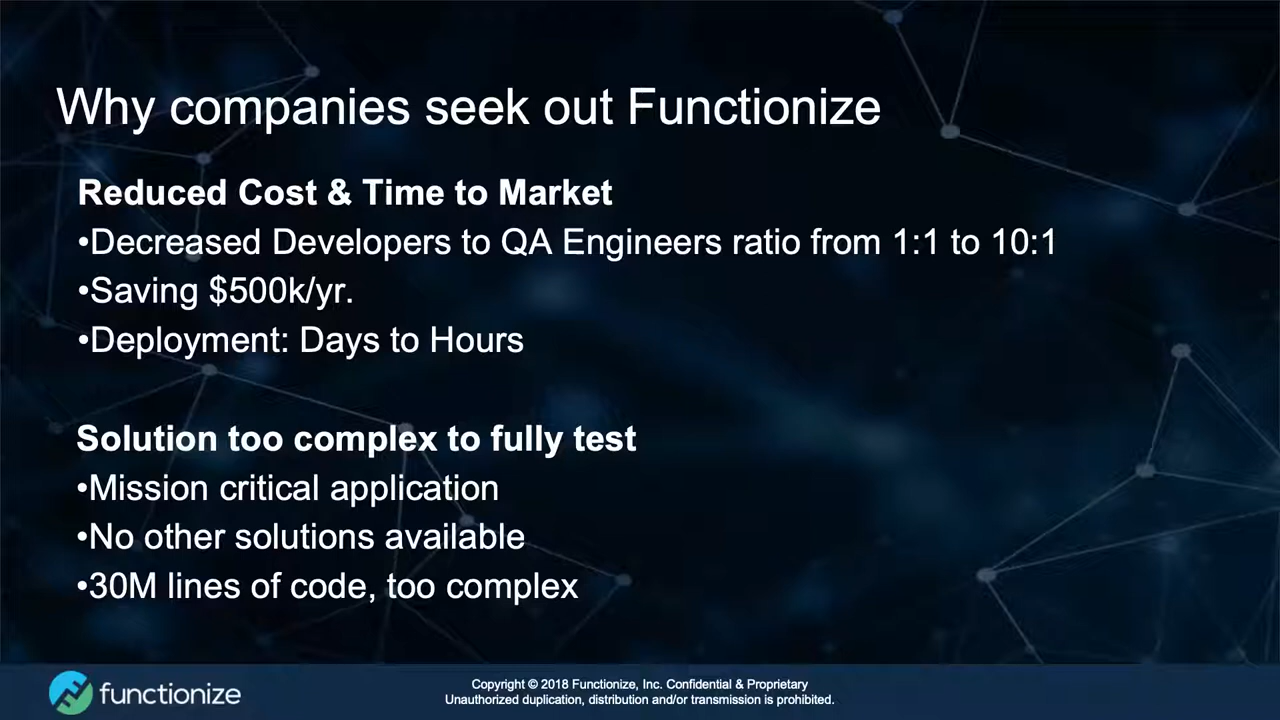 Why companies seek out Functionize
Reduced Cost & Time to Market
•Decreased Developers to QA Engineers ratio from 1:1 to 10:1
•Saving $500k/yr.
•Deployment: Days to Hours
Solution too complex to fully test
•Mission critical application
•No other solutions available
•30M lines of code, too complex
functionize
Copyright © 2018 Functionize, Inc. Confidential & Proprietary
Unauthorized duplication, distribution and/or transmission is prohibited.